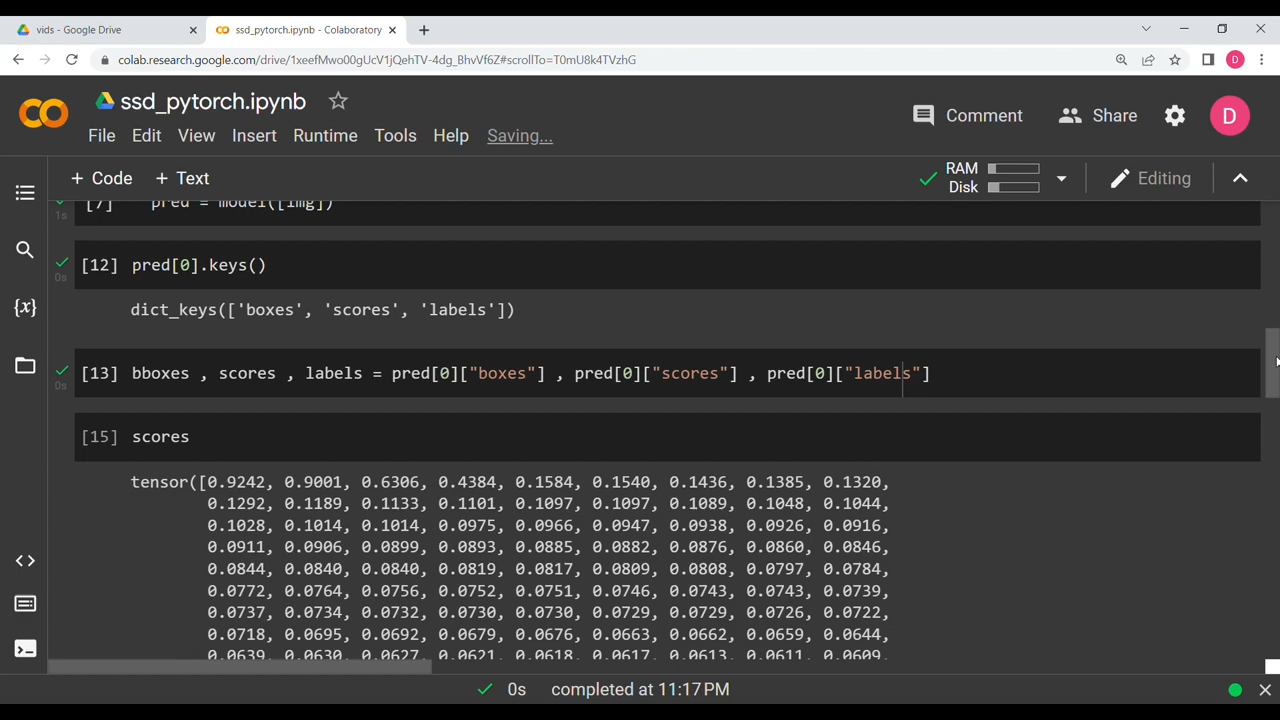 vids - Google Drive
ssd_pytorch.ipynb - Colaboratory
colab.research.google.com/drive/1xeefMwo00gUcV1jQehTV-4dg_BhvVf6Z#scrollTo=T0mU8k4TVzhG
D
CO
ssd_pytorch.ipynb
Comment
Share
D
File Edit View Insert Runtime Tools Help Saving...
+ Code + Text
RAM
Disk
Editing
[7] pred = model([img])
1s
[12] pred[0].keys()
0s
dict_keys(['boxes', 'scores', 'labels'])
[13] bboxes , scores , labels = pred[0]["boxes"] , pred[0]["scores"] , pred[0]["labels"]
0s
[15] scores
tensor([0.9242, 0.9001, 0.6306, 0.4384, 0.1584, 0.1540, 0.1436, 0.1385, 0.1320,
0.1292, 0.1189, 0.1133, 0.1101, 0.1097, 0.1097, 0.1089, 0.1048, 0.1044,
0.1028, 0.1014, 0.1014, 0.0975, 0.0966, 0.0947, 0.0938, 0.0926, 0.0916,
0.0911, 0.0906, 0.0899, 0.0893, 0.0885, 0.0882, 0.0876, 0.0860, 0.0846,
0.0844, 0.0840, 0.0840, 0.0819, 0.0817, 0.0809, 0.0808, 0.0797, 0.0784,
0.0772, 0.0764, 0.0756, 0.0752, 0.0751, 0.0746, 0.0743, 0.0743, 0.0739,
0.0737, 0.0734, 0.0732, 0.0730, 0.0730, 0.0729, 0.0729, 0.0726, 0.0722,
0.0718, 0.0695, 0.0692, 0.0679, 0.0676, 0.0663, 0.0662, 0.0659, 0.0644,
0.0639, 0.0630, 0.0627, 0.0621, 0.0618, 0.0617, 0.0613, 0.0611, 0.0609,
0s completed at 11:17 PM